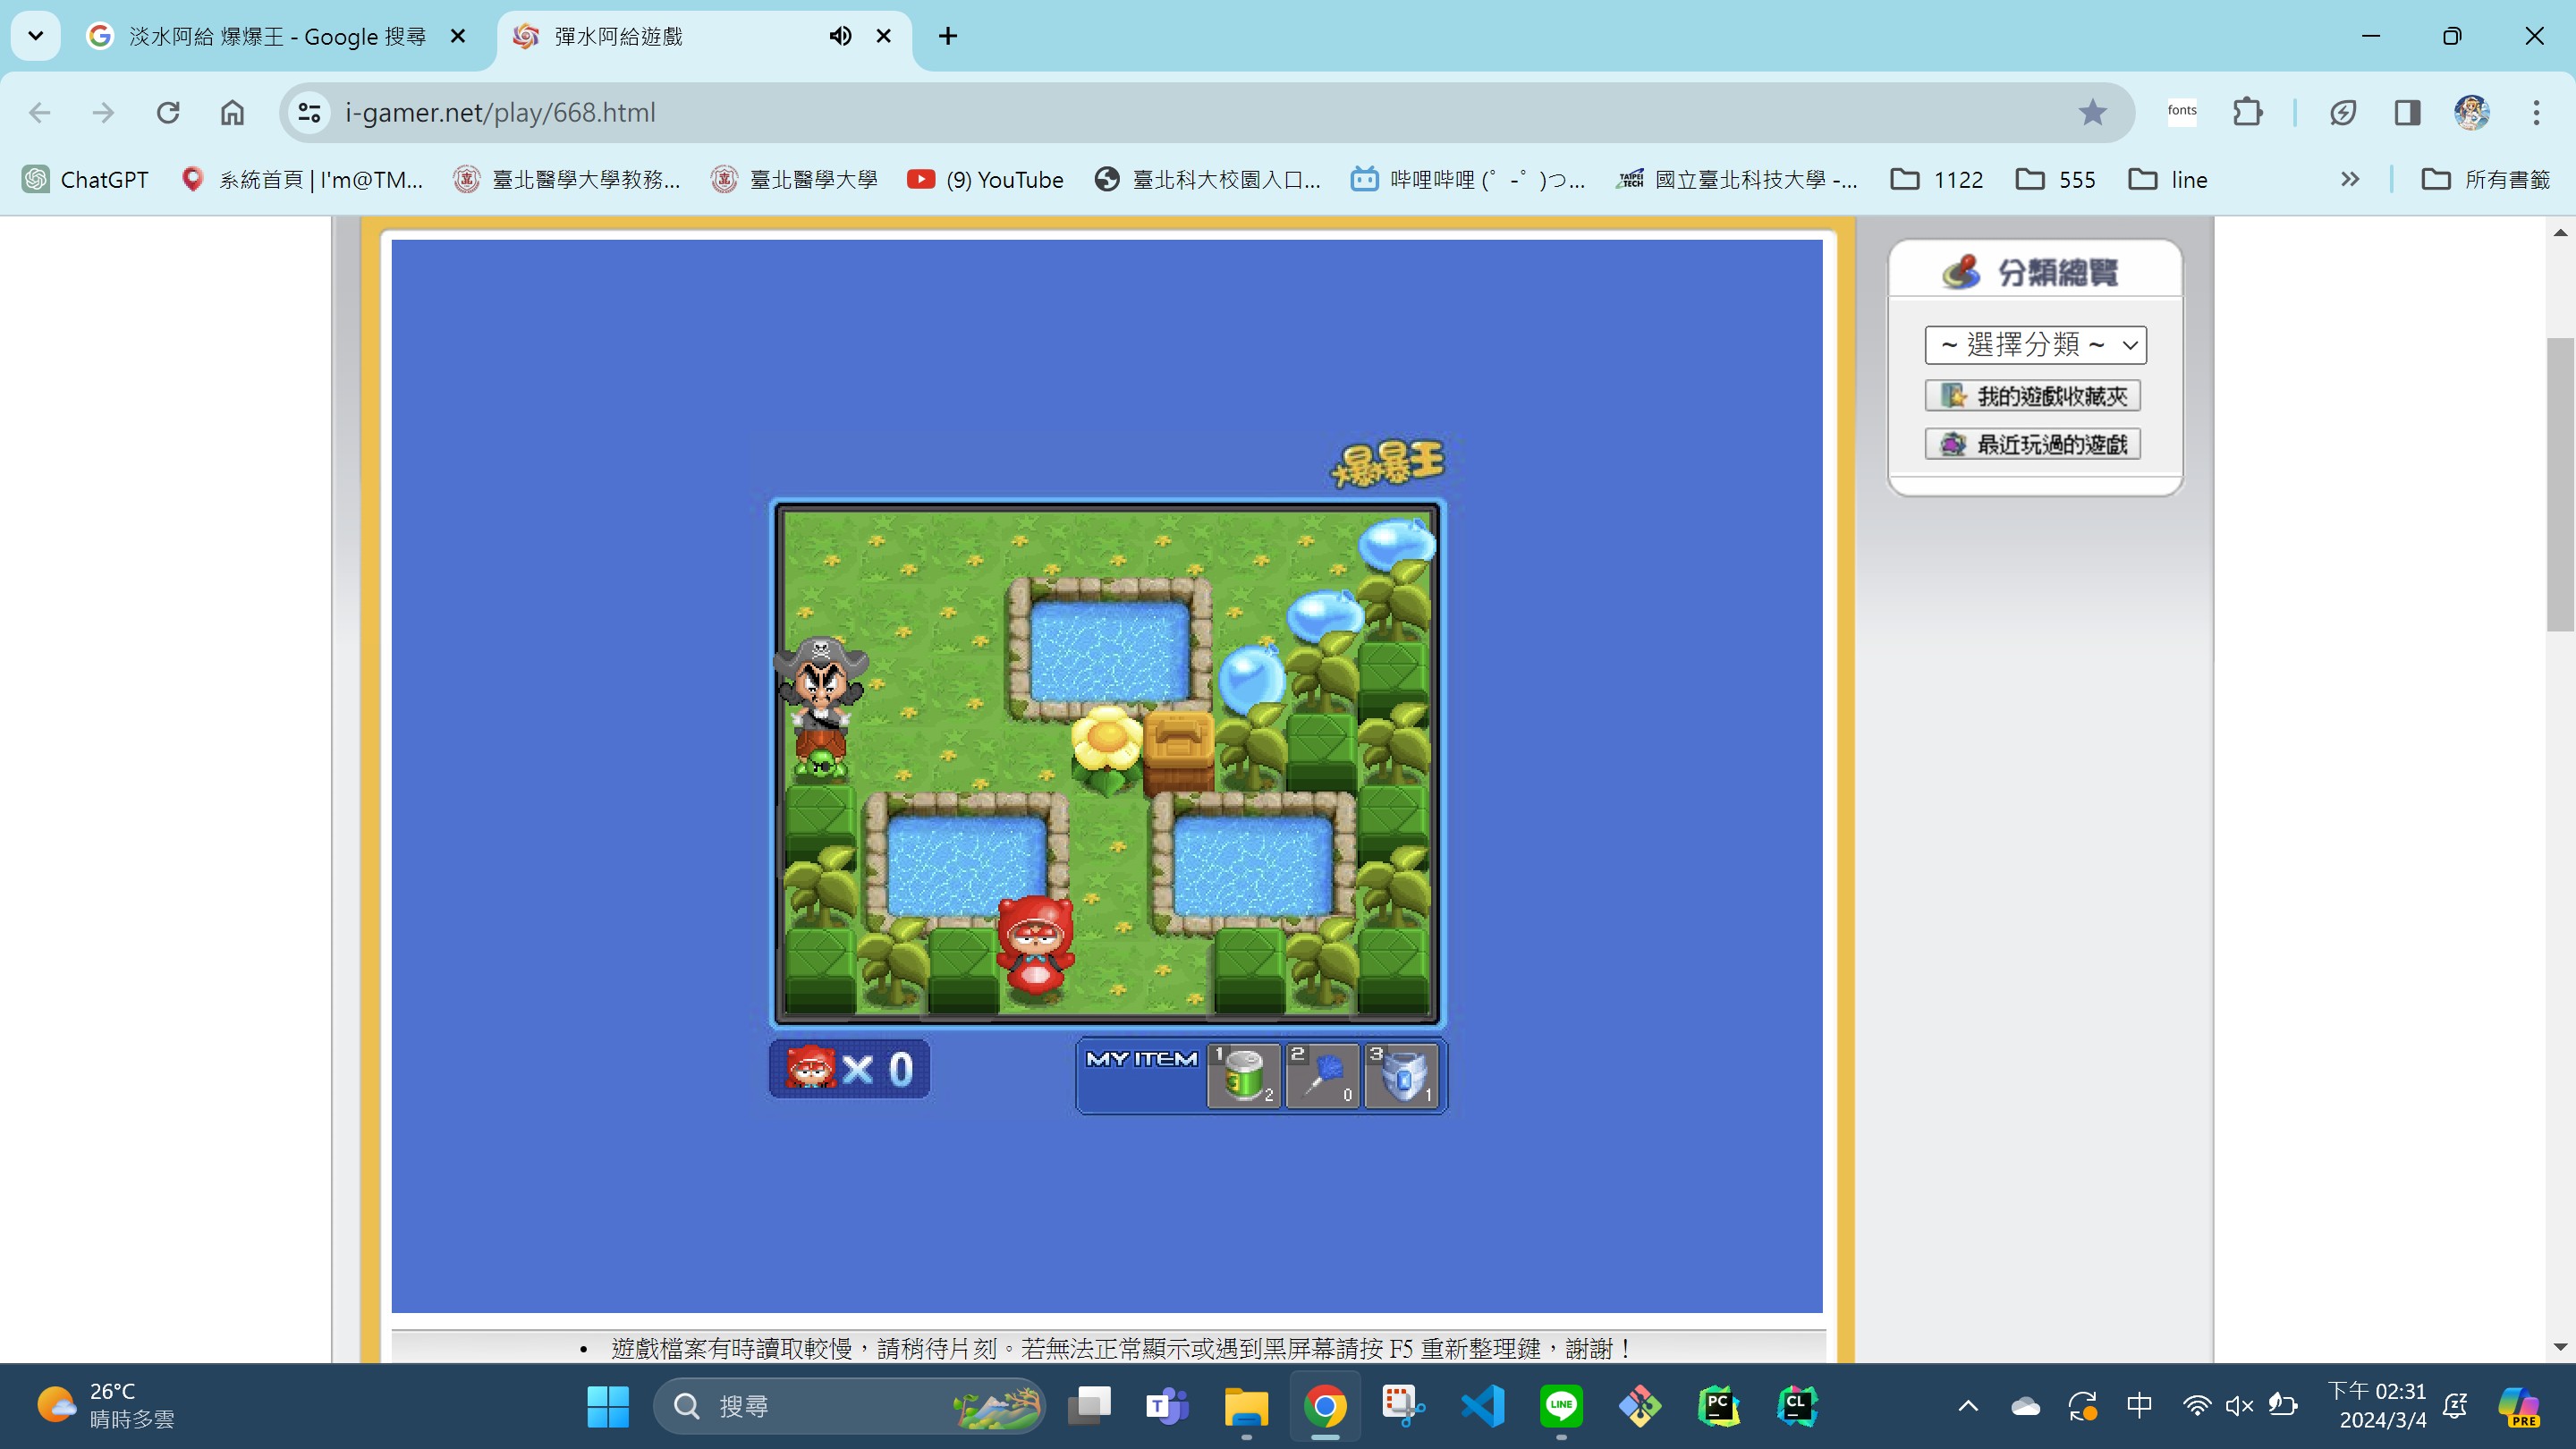 淡水阿給 爆爆王 - Google 搜尋
彈水阿給遊戲
i-gamer.net/play/668.html
fonts
ChatGPT
系統首頁 | I'm@TM...
臺北醫學大學教務...
臺北醫學大學
(9) YouTube
臺北科大校園入口...
哔哩哔哩 (゜-゜)つ...
TAIPEI TECH
國立臺北科技大學 -...
1122
555
line
所有書籤
分類總覽
~ 選擇分類 ~
我的遊戲收藏夾
最近玩過的遊戲
爆爆王
× 0
MY ITEM
1
2
2
0
3
1
• 遊戲檔案有時讀取較慢，請稍待片刻。若無法正常顯示或遇到黑屏幕請按 F5 重新整理鍵，謝謝！
26°C
晴時多雲
搜尋
T
LINE
PC
CL
中
下午 02:31
2024/3/4
PRE